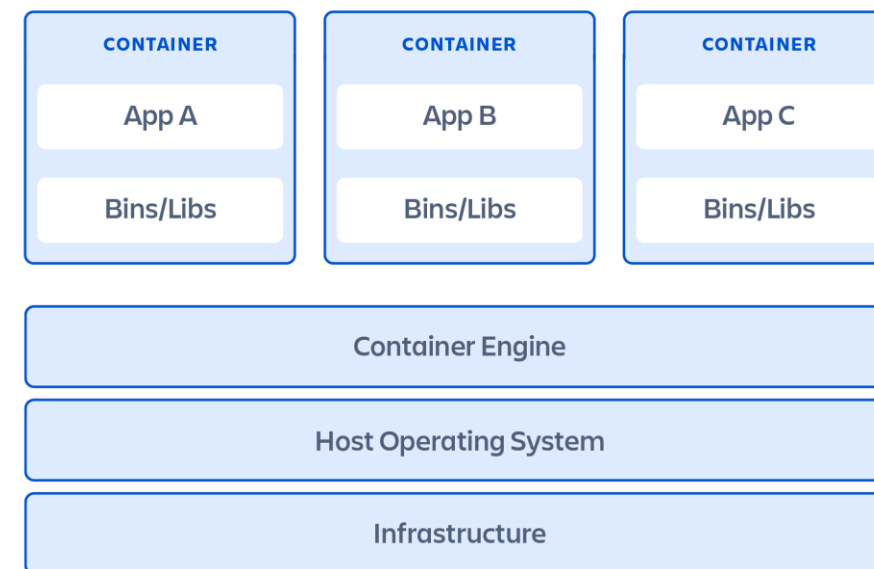 CONTAINER CONTAINER CONTAINER
App A App B App C
Bins/Libs Bins/Libs Bins/Libs
Container Engine
Host Operating System
Infrastructure